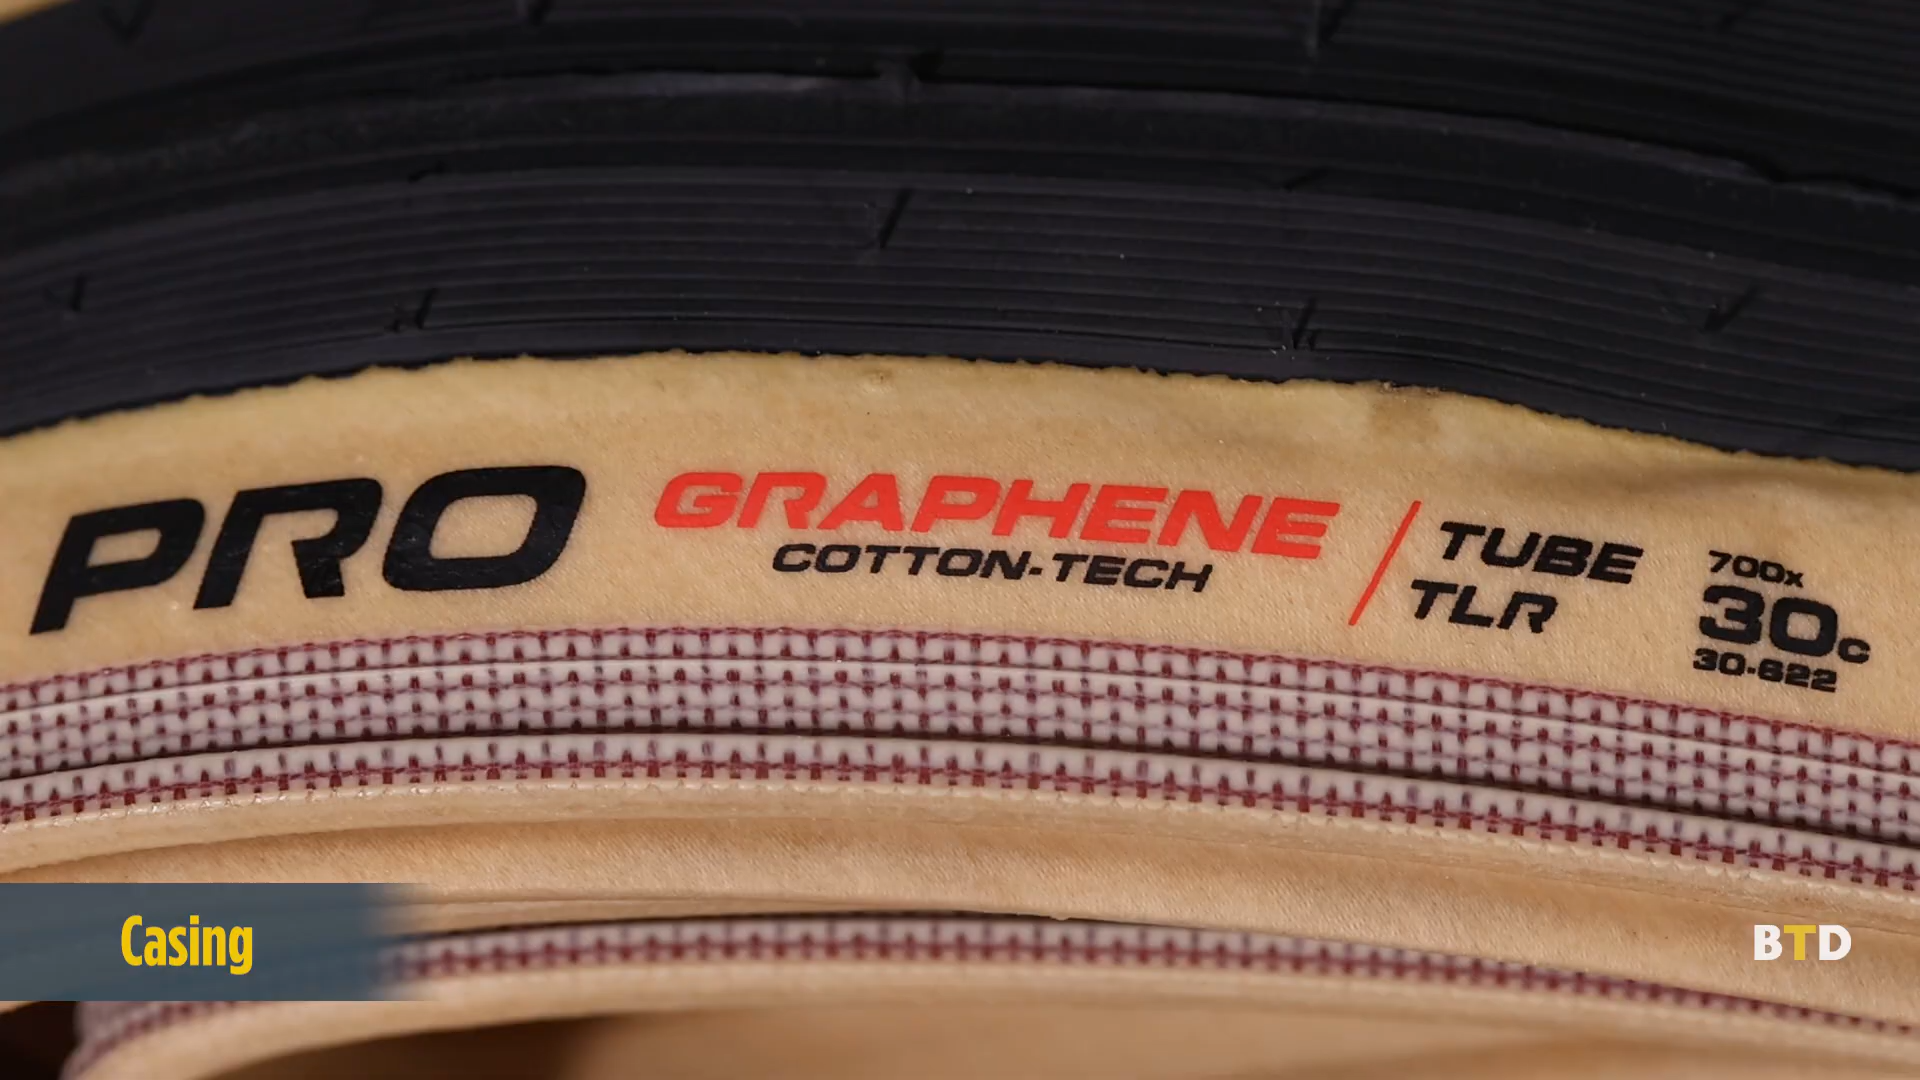 PRO
GRAPHENE
COTTON-TECH
TUBE
TLR
700x
30c
30-622
Casing
BTD